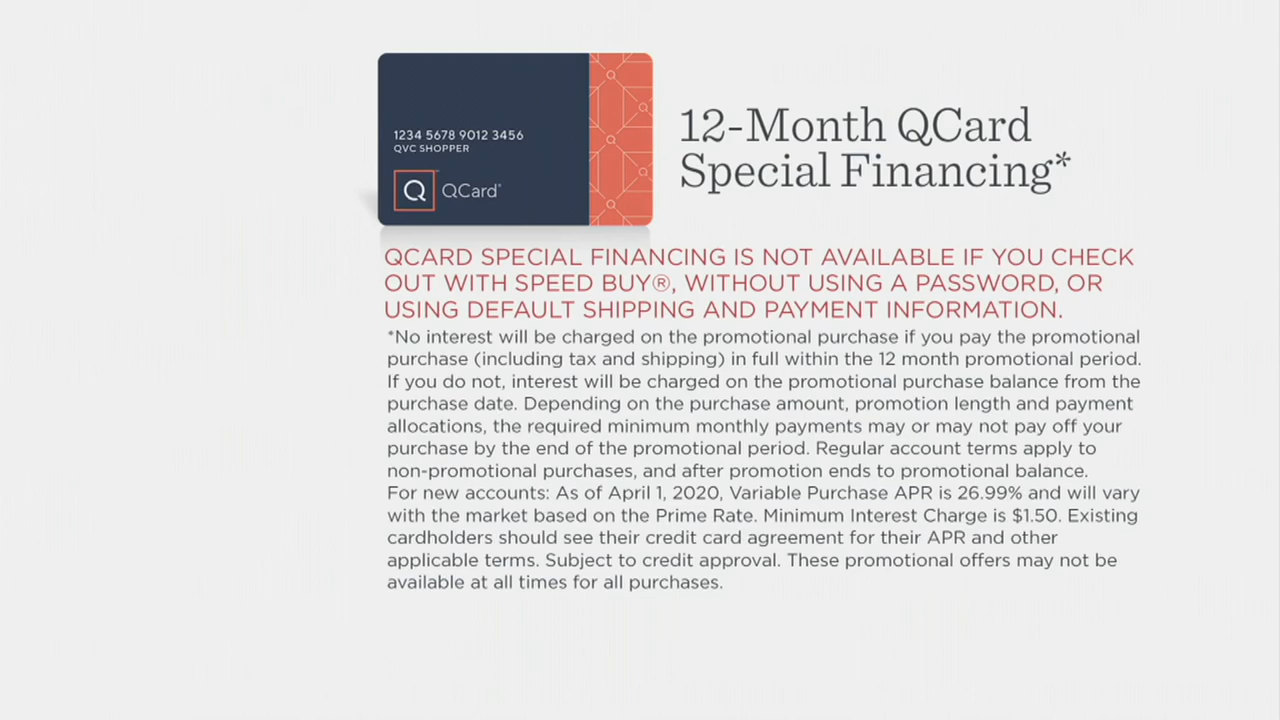 1234 5678 9012 3456
QVC SHOPPER
Q QCard®
12-Month QCard
Special Financing*
QCARD SPECIAL FINANCING IS NOT AVAILABLE IF YOU CHECK
OUT WITH SPEED BUY®, WITHOUT USING A PASSWORD, OR
USING DEFAULT SHIPPING AND PAYMENT INFORMATION.
*No interest will be charged on the promotional purchase if you pay the promotional
purchase (including tax and shipping) in full within the 12 month promotional period.
If you do not, interest will be charged on the promotional purchase balance from the
purchase date. Depending on the purchase amount, promotion length and payment
allocations, the required minimum monthly payments may or may not pay off your
purchase by the end of the promotional period. Regular account terms apply to
non-promotional purchases, and after promotion ends to promotional balance.
For new accounts: As of April 1, 2020, Variable Purchase APR is 26.99% and will vary
with the market based on the Prime Rate. Minimum Interest Charge is $1.50. Existing
cardholders should see their credit card agreement for their APR and other
applicable terms. Subject to credit approval. These promotional offers may not be
available at all times for all purchases.